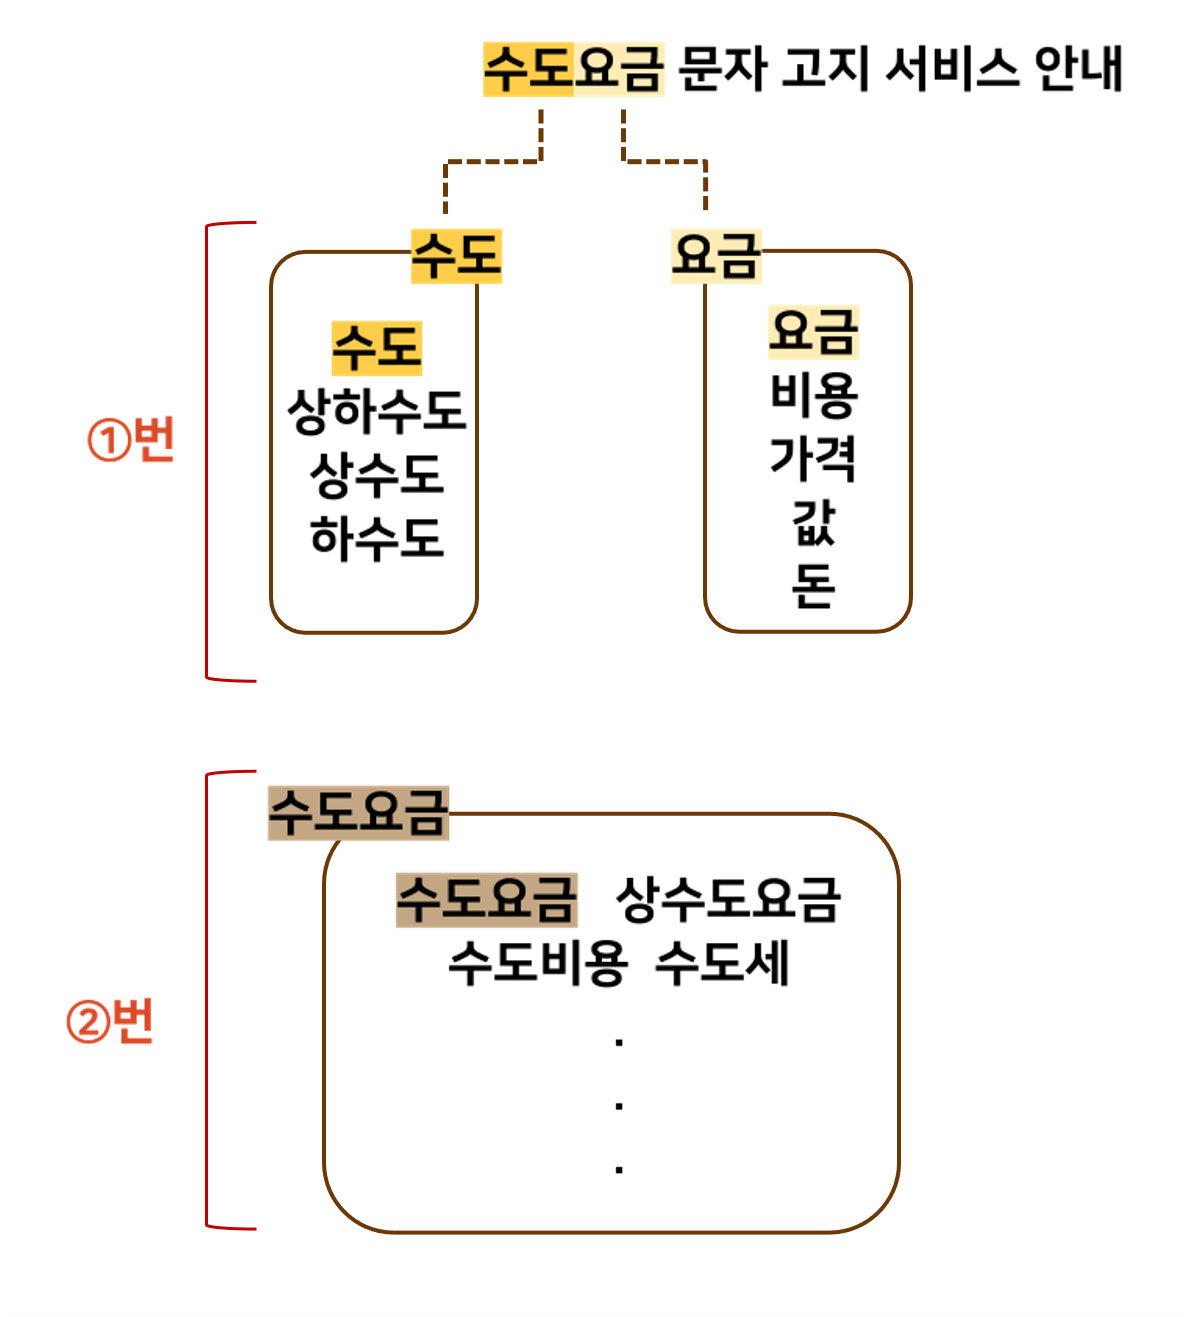 수도요금 문자 고지 서비스 안내
수도
요금
①번
수도
상하수도
상수도
하수도
요금
비용
가격
값
돈
②번
수도요금
수도요금 상수도요금
수도비용 수도세
.
.
.